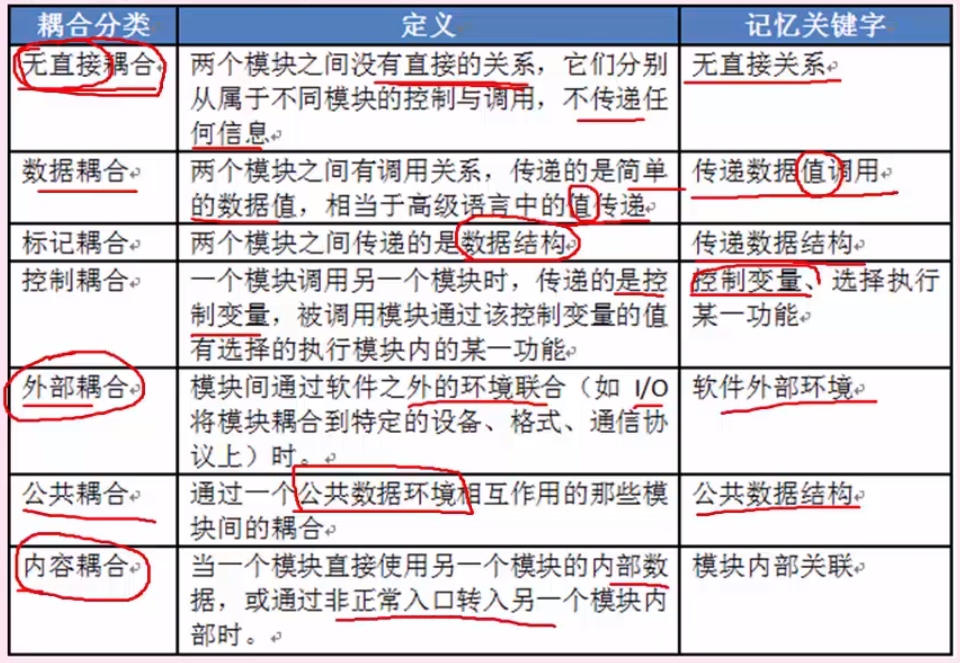 耦合分类 定义 记忆关键字
无直接耦合 两个模块之间没有直接的关系，它们分别 无直接关系
从属于不同模块的控制与调用，不传递任
何信息
数据耦合 两个模块之间有调用关系，传递的是简单 传递数据值调用
的数据值，相当于高级语言中的值传递
标记耦合 两个模块之间传递的是数据结构 传递数据结构
控制耦合 一个模块调用另一个模块时，传递的是控 控制变量、选择执行
制变量，被调用模块通过该控制变量的值 某一功能
有选择的执行模块内的某一功能
外部耦合 模块间通过软件之外的环境联合（如 I/O 软件外部环境
将模块耦合到特定的设备、格式、通信协
议上）时。
公共耦合 通过一个公共数据环境相互作用的那些模 公共数据结构
块间的耦合
内容耦合 当一个模块直接使用另一个模块的内部数 模块内部关联
据，或通过非正常入口转入另一个模块内
部时。